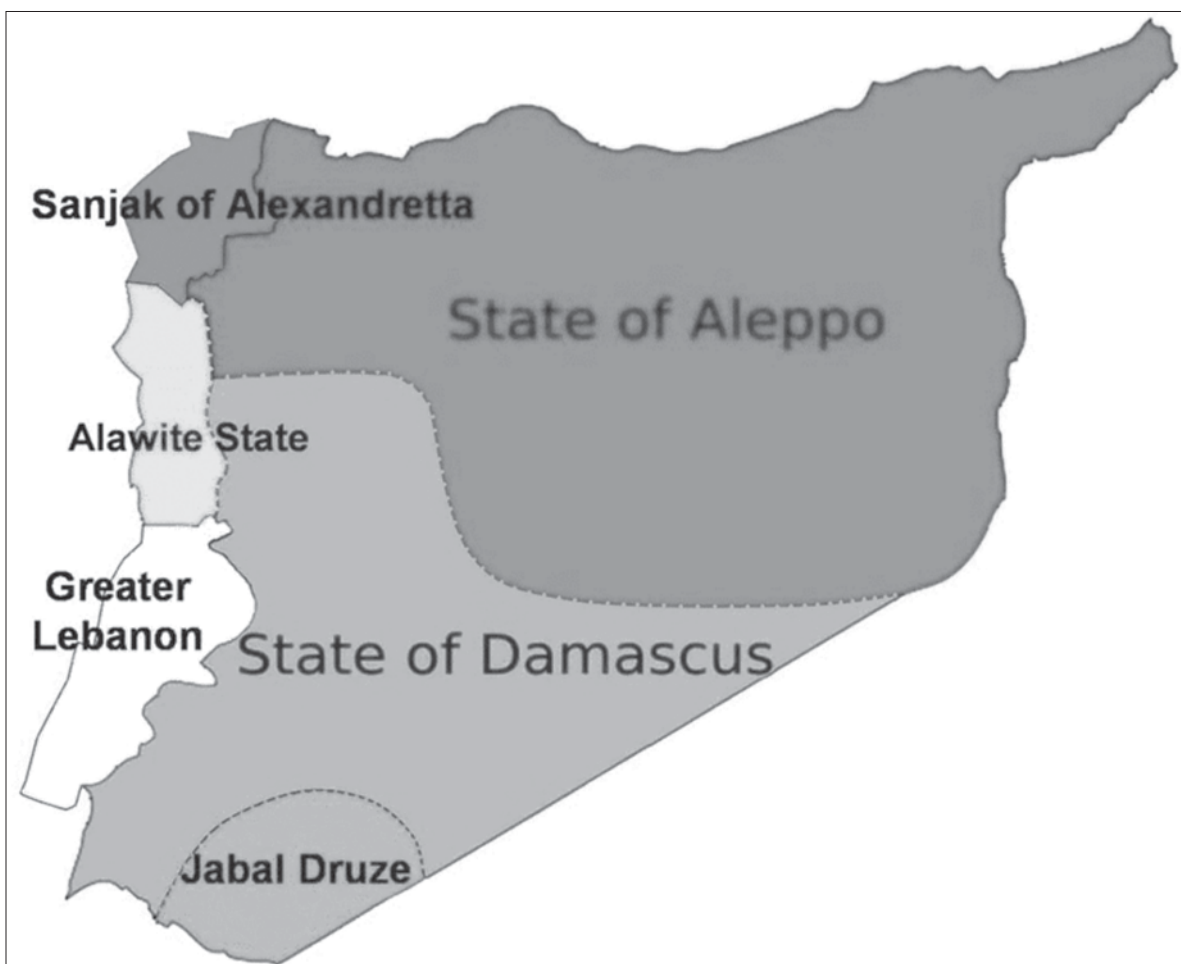 Sanjak of Alexandretta
State of Aleppo
Alawite State
Greater
Lebanon
State of Damascus
Jabal Druze